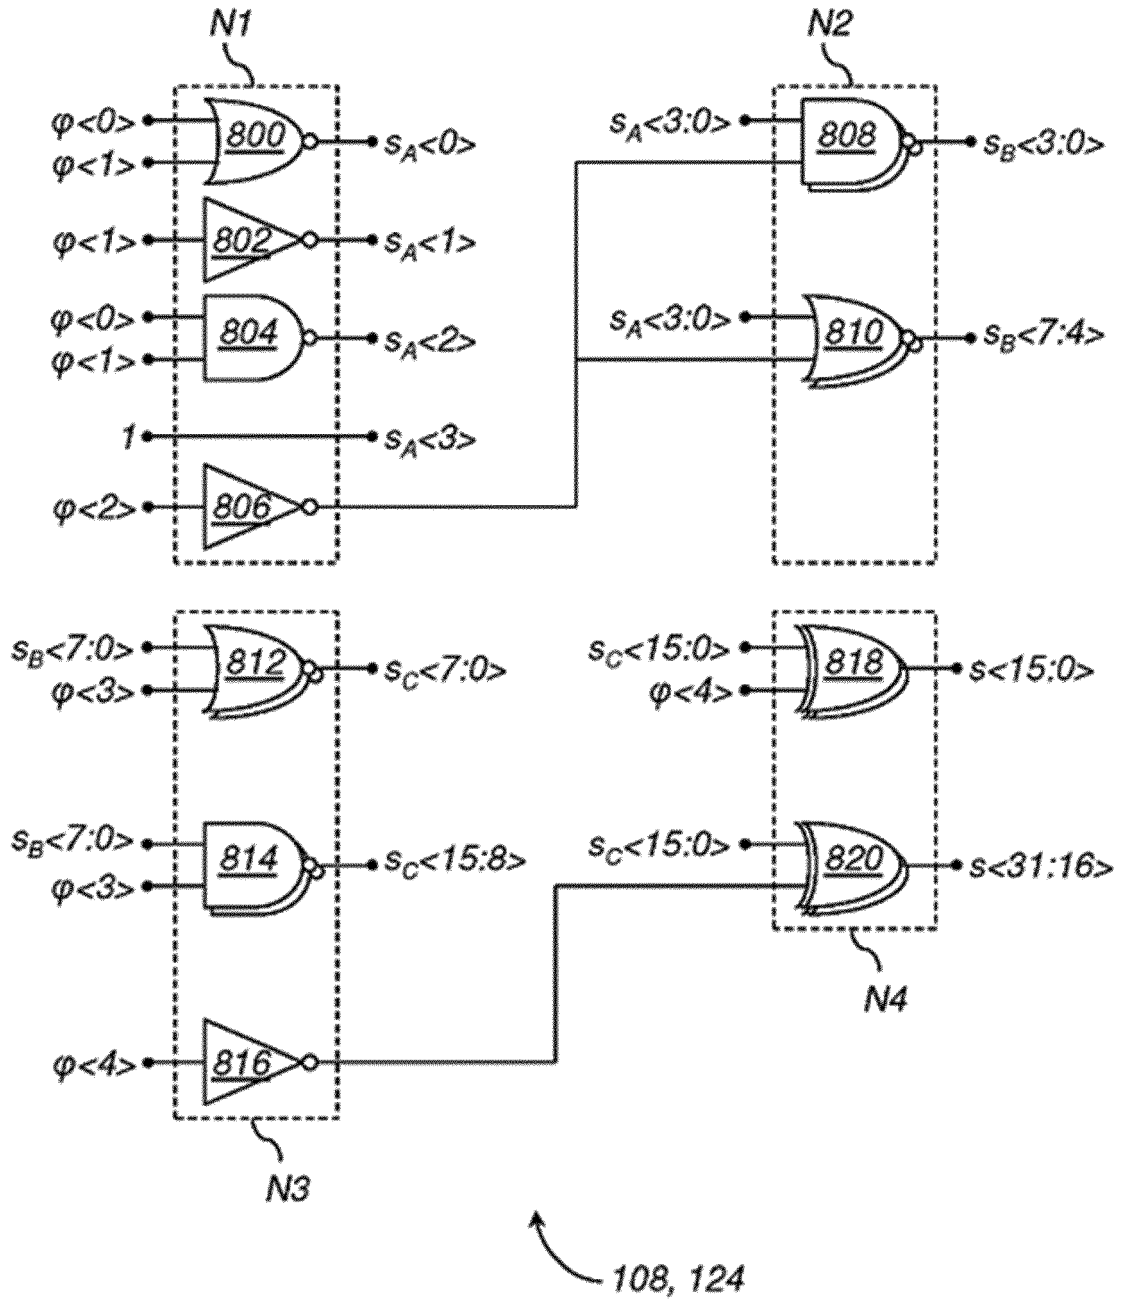 N1
φ<0>
φ<1>
800
s_A<0>
φ<1>
802
s_A<1>
φ<0>
φ<1>
804
s_A<2>
1
s_A<3>
φ<2>
806
N2
s_A<3:0>
808
s_B<3:0>
s_A<3:0>
810
s_B<7:4>
s_B<7:0>
φ<3>
812
s_C<7:0>
s_B<7:0>
φ<3>
814
s_C<15:8>
φ<4>
816
N3
s_C<15:0>
φ<4>
818
s<15:0>
s_C<15:0>
820
s<31:16>
N4
108, 124